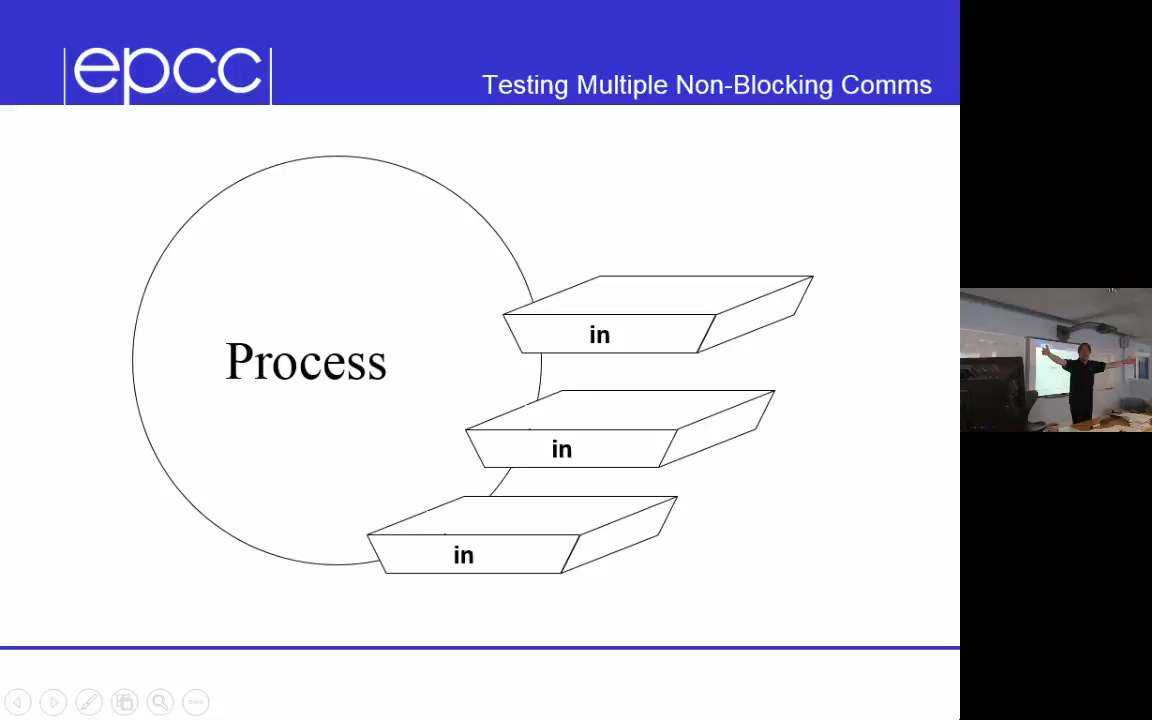 epcc
Testing Multiple Non-Blocking Comms
Process
in
in
in